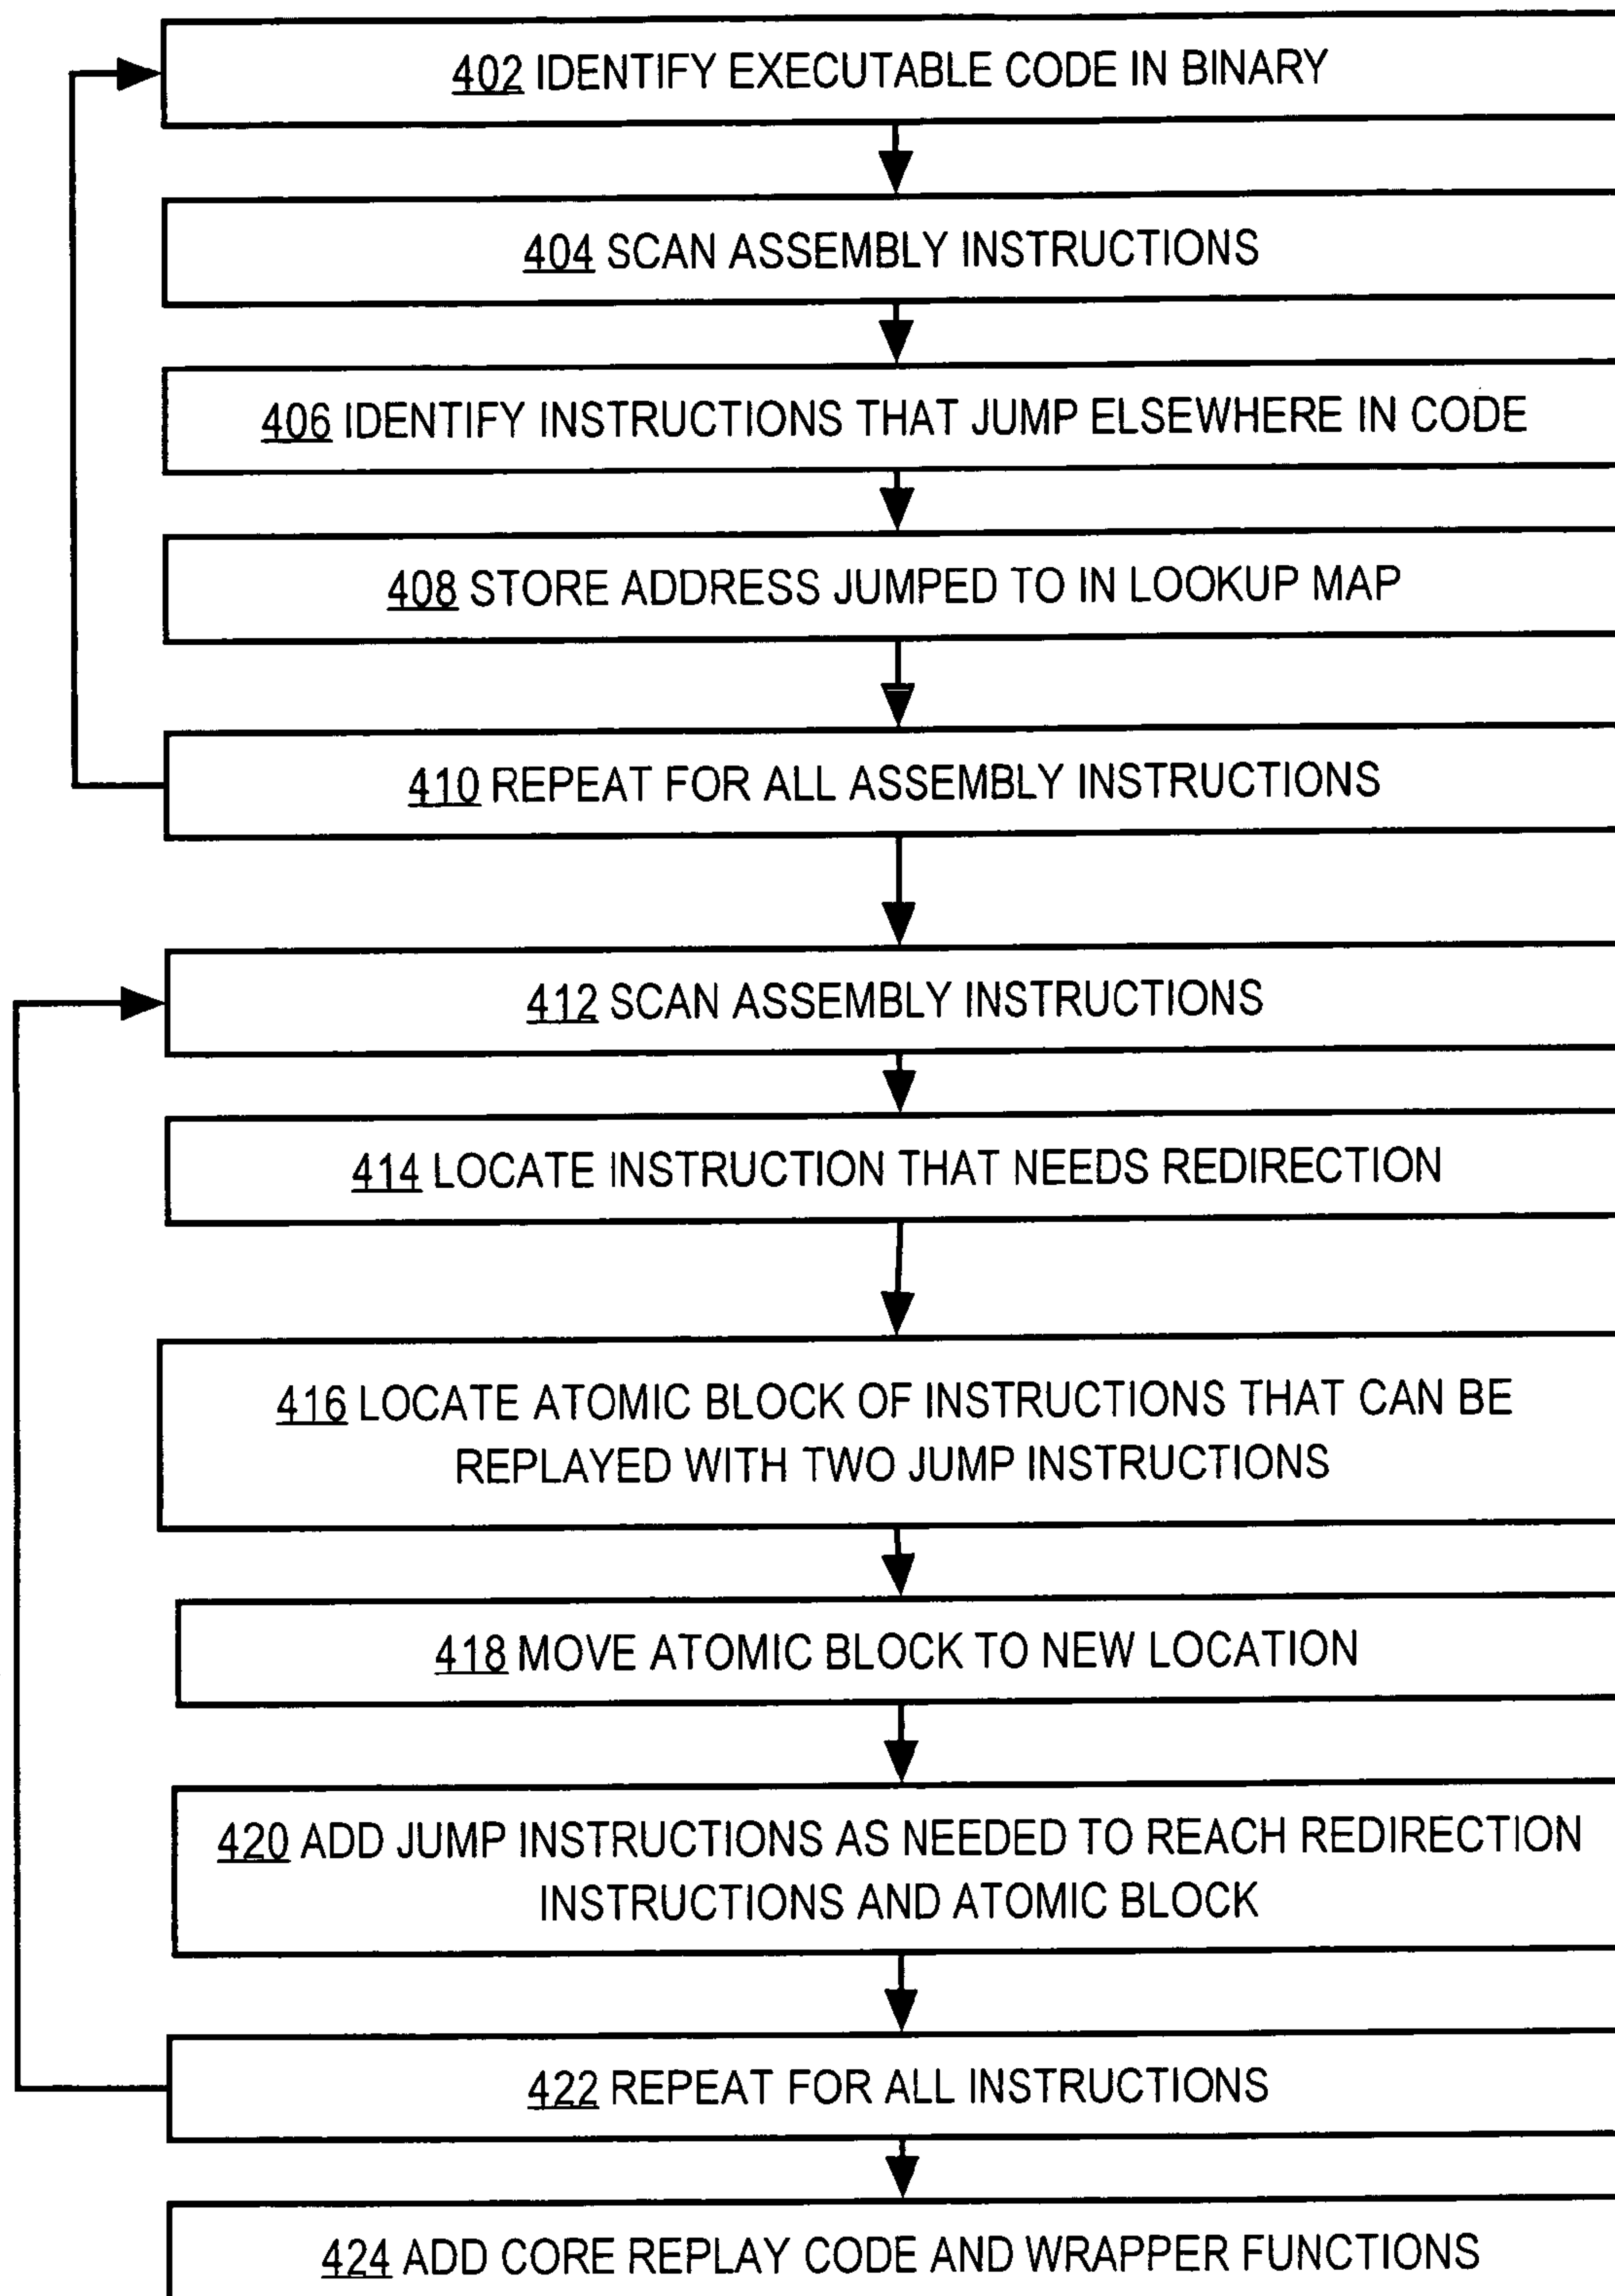 402 IDENTIFY EXECUTABLE CODE IN BINARY
404 SCAN ASSEMBLY INSTRUCTIONS
406 IDENTIFY INSTRUCTIONS THAT JUMP ELSEWHERE IN CODE
408 STORE ADDRESS JUMPED TO IN LOOKUP MAP
410 REPEAT FOR ALL ASSEMBLY INSTRUCTIONS
412 SCAN ASSEMBLY INSTRUCTIONS
414 LOCATE INSTRUCTION THAT NEEDS REDIRECTION
416 LOCATE ATOMIC BLOCK OF INSTRUCTIONS THAT CAN BE
REPLAYED WITH TWO JUMP INSTRUCTIONS
418 MOVE ATOMIC BLOCK TO NEW LOCATION
420 ADD JUMP INSTRUCTIONS AS NEEDED TO REACH REDIRECTION
INSTRUCTIONS AND ATOMIC BLOCK
422 REPEAT FOR ALL INSTRUCTIONS
424 ADD CORE REPLAY CODE AND WRAPPER FUNCTIONS